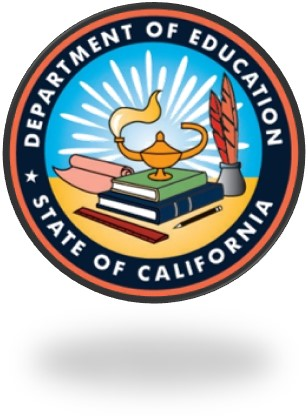 DEPARTMENT OF EDUCATION
STATE OF CALIFORNIA